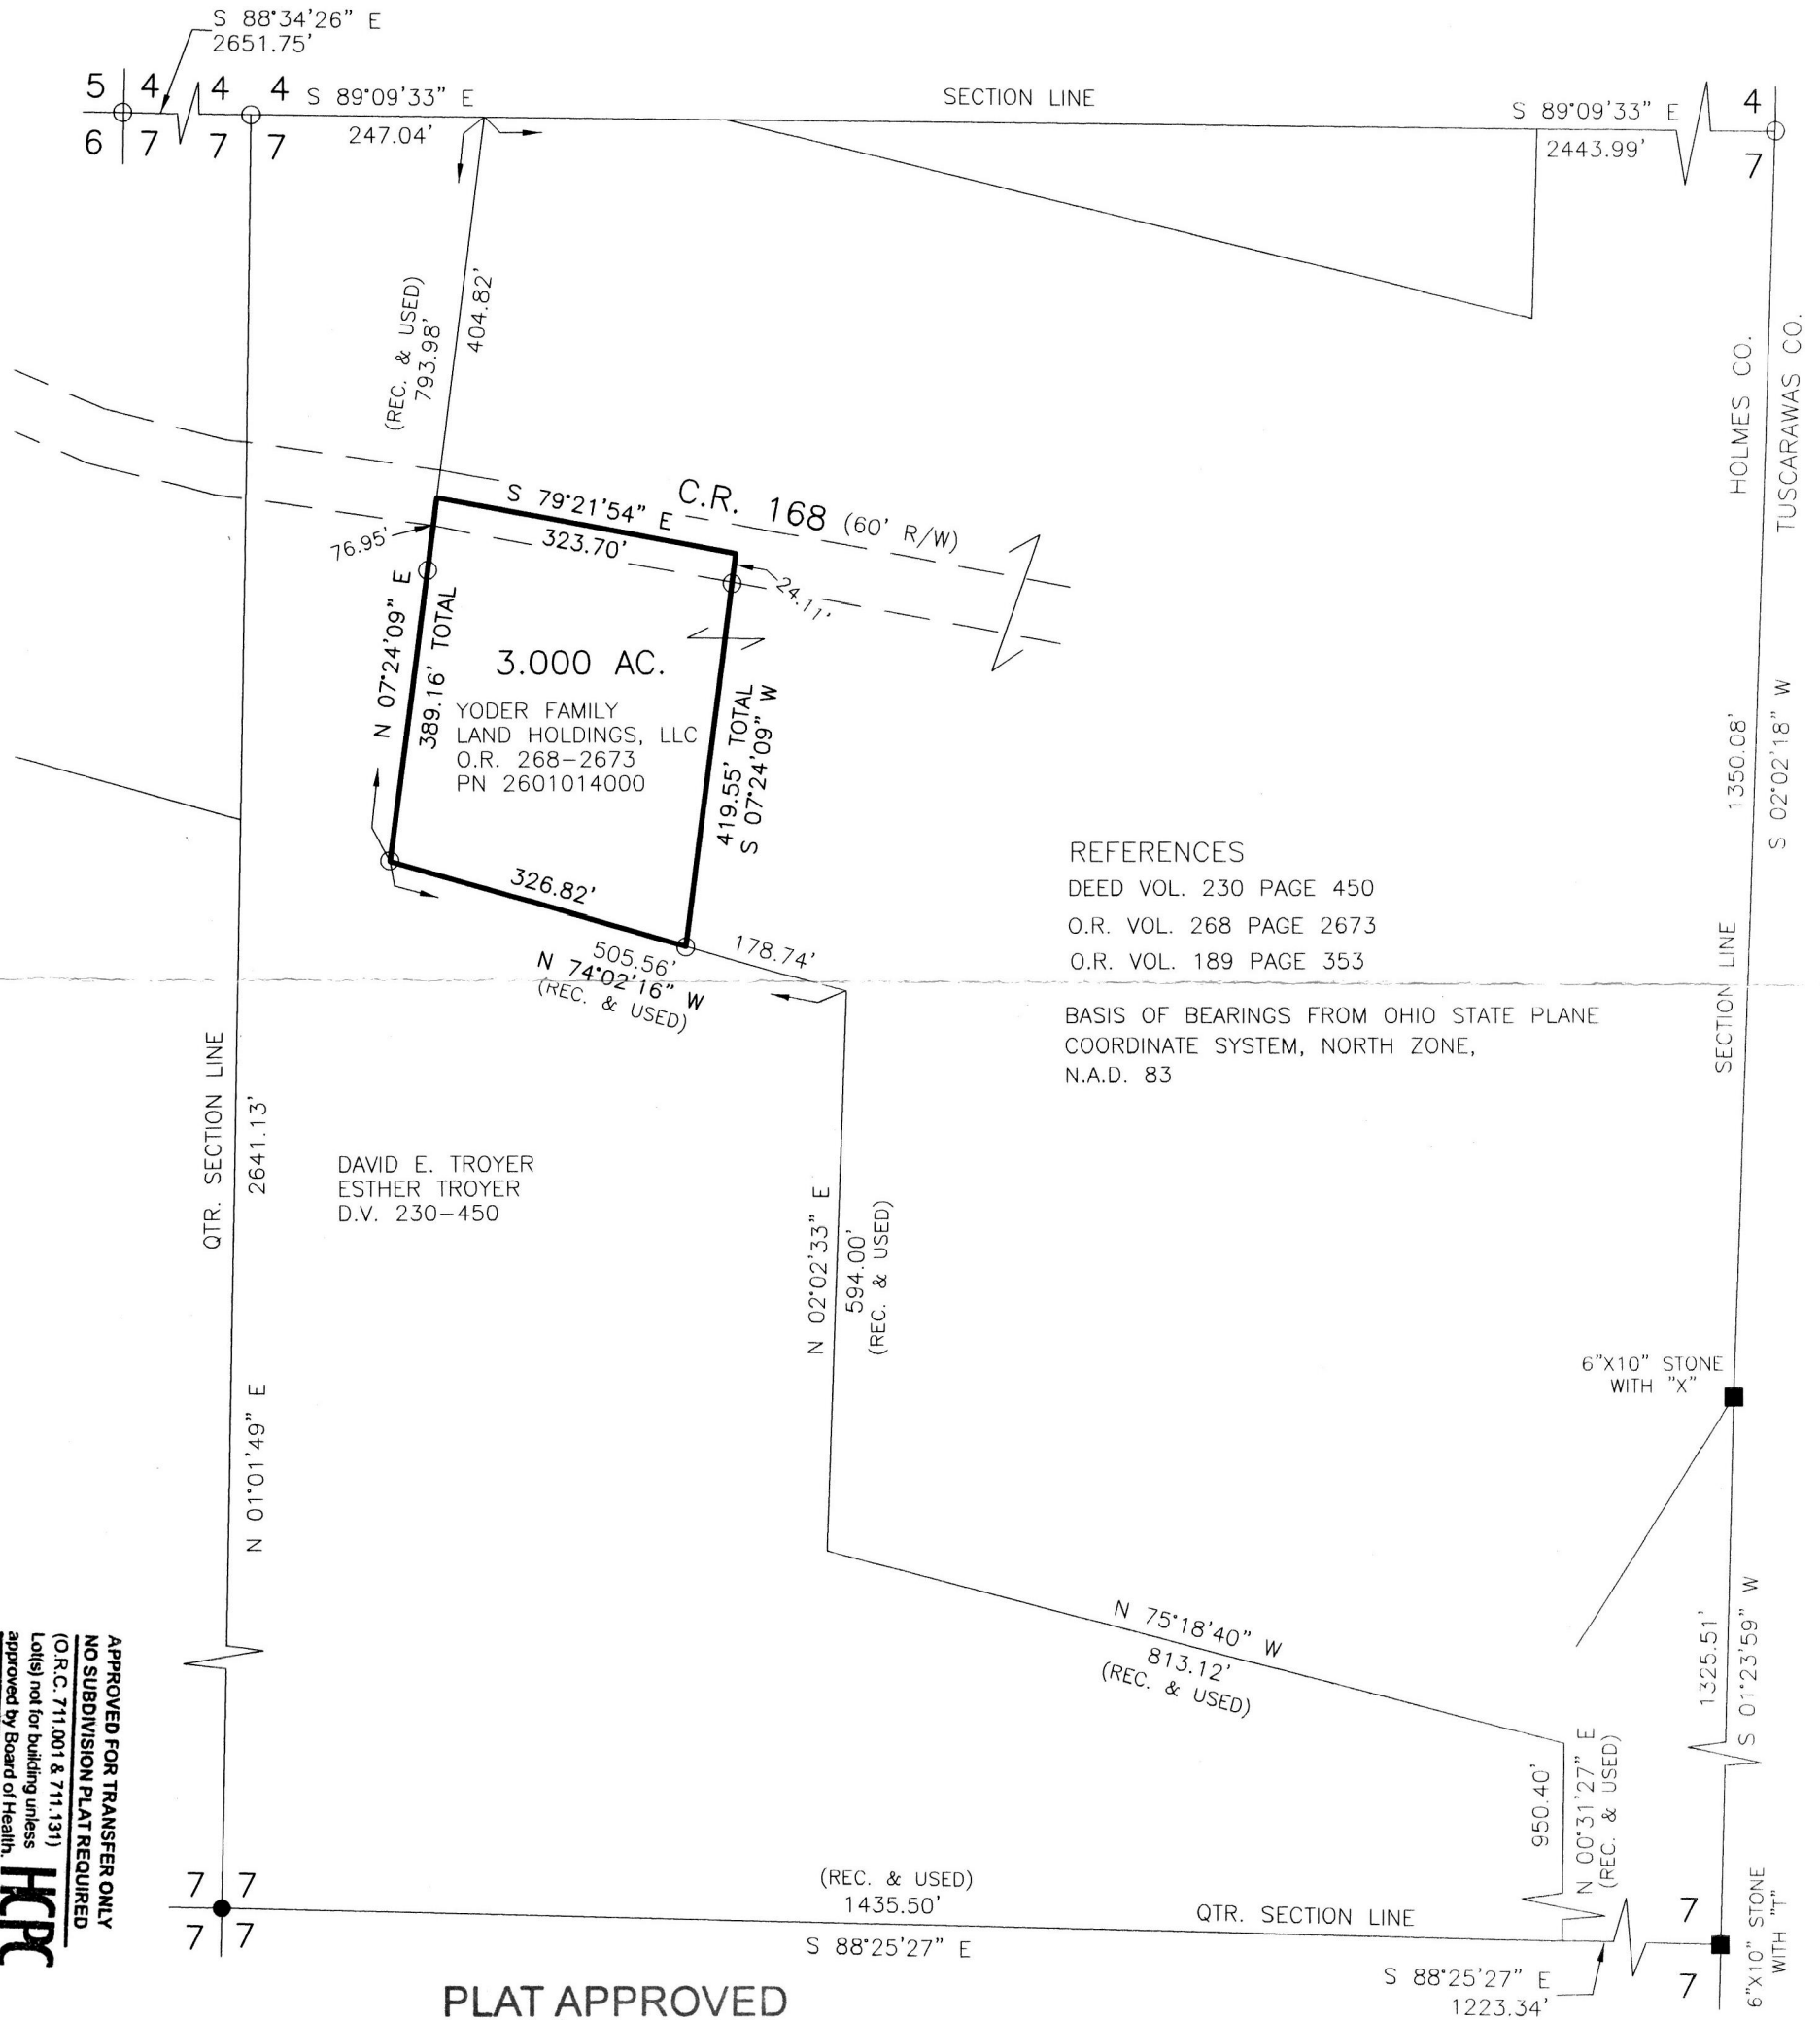 S 88°34'26" E
2651.75'
5 4 4 4
S 89°09'33" E
SECTION LINE
S 89°09'33" E
4
6 7 7 7
247.04'
2443.99'
7
(REC. & USED)
793.98'
404.82'
HOLMES CO.
TUSCARAWAS CO.
S 79°21'54" E
323.70'
C.R. 168 (60' R/W)
76.95'
24.11'
N 07°24'09" E
389.16' TOTAL
3.000 AC.
YODER FAMILY
LAND HOLDINGS, LLC
O.R. 268-2673
PN 2601014000
419.55' TOTAL
S 07°24'09" W
1350.08'
S 02°02'18" W
326.82'
505.56'
N 74°02'16" W
(REC. & USED)
178.74'
REFERENCES
DEED VOL. 230 PAGE 450
O.R. VOL. 268 PAGE 2673
O.R. VOL. 189 PAGE 353
BASIS OF BEARINGS FROM OHIO STATE PLANE
COORDINATE SYSTEM, NORTH ZONE,
N.A.D. 83
SECTION LINE
QTR. SECTION LINE
2641.13'
DAVID E. TROYER
ESTHER TROYER
D.V. 230-450
N 02°02'33" E
594.00'
(REC. & USED)
6"X10" STONE
WITH "X"
N 01°01'49" E
N 75°18'40" W
813.12'
(REC. & USED)
1325.51'
S 01°23'59" W
950.40'
N 00°31'27" E
(REC. & USED)
APPROVED FOR TRANSFER ONLY
NO SUBDIVISION PLAT REQUIRED
(O.R.C. 711.001 & 711.131)
Lot(s) not for building unless
approved by Board of Health.
HCPC
7 7
7 7
(REC. & USED)
1435.50'
S 88°25'27" E
QTR. SECTION LINE
S 88°25'27" E
1223.34'
7
7
6"X10" STONE
WITH "T"
PLAT APPROVED